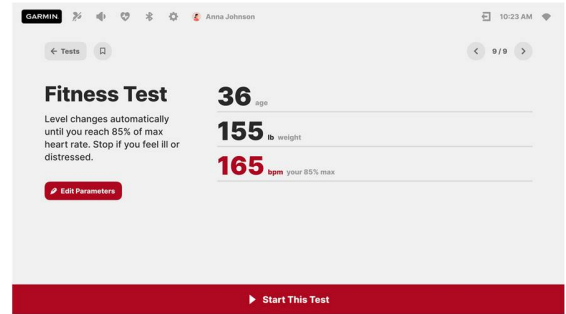 GARMIN Anna Johnson 10:23 AM
← Tests 9/9
Fitness Test
Level changes automatically
until you reach 85% of max
heart rate. Stop if you feel ill or
distressed.
Edit Parameters
36 age
155 lb weight
165 bpm your 85% max
Start This Test